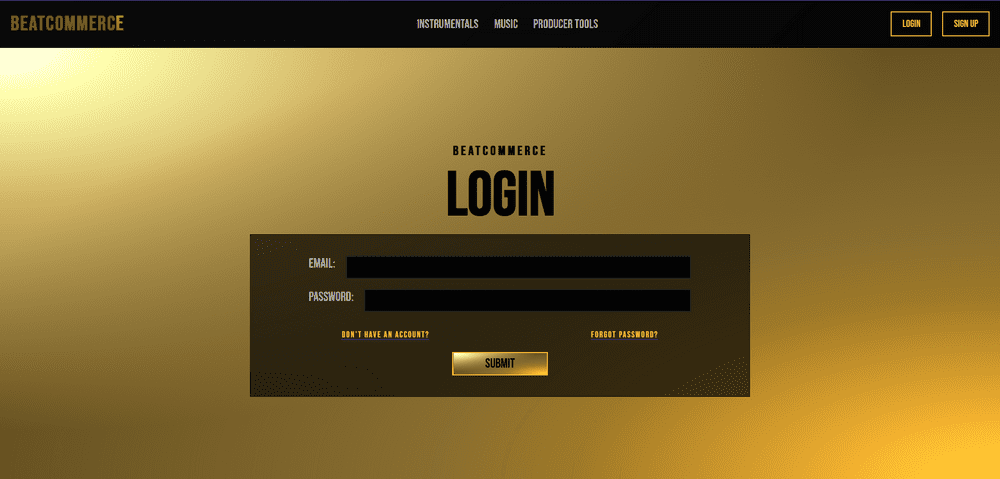 BEATCOMMERCE INSTRUMENTALS MUSIC PRODUCER TOOLS LOGIN SIGN UP
BEATCOMMERCE
LOGIN
EMAIL:
PASSWORD:
DON'T HAVE AN ACCOUNT? FORGOT PASSWORD?
SUBMIT